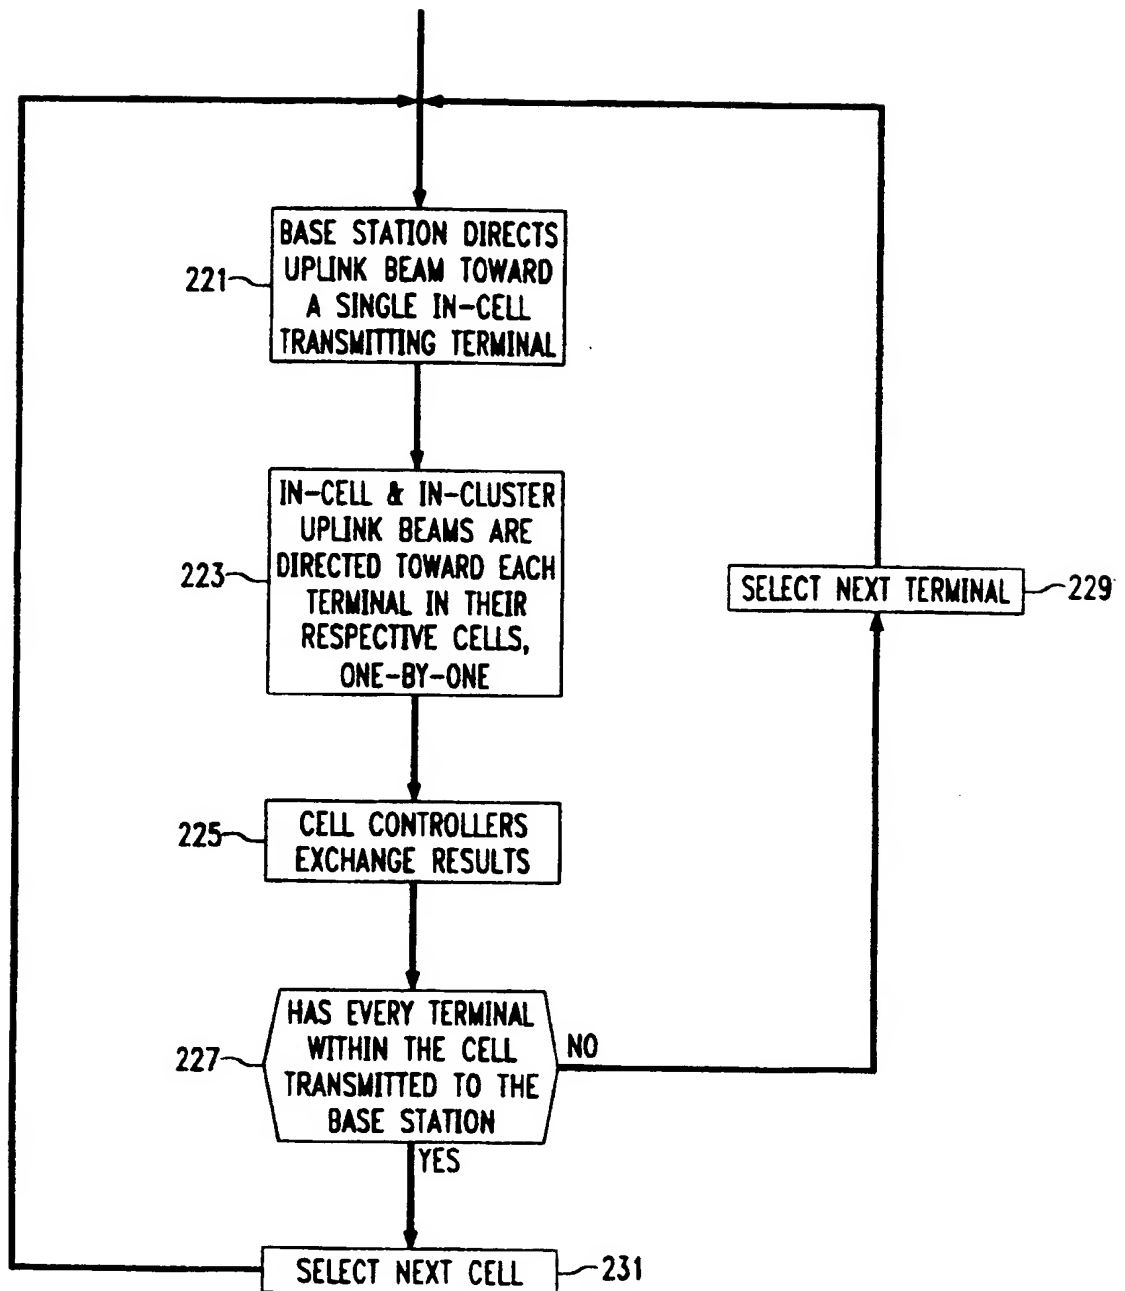 BASE STATION DIRECTS
UPLINK BEAM TOWARD
A SINGLE IN-CELL
TRANSMITTING TERMINAL
221
IN-CELL & IN-CLUSTER
UPLINK BEAMS ARE
DIRECTED TOWARD EACH
TERMINAL IN THEIR
RESPECTIVE CELLS,
ONE-BY-ONE
223
SELECT NEXT TERMINAL
229
CELL CONTROLLERS
EXCHANGE RESULTS
225
HAS EVERY TERMINAL
WITHIN THE CELL
TRANSMITTED TO THE
BASE STATION
227
NO
YES
SELECT NEXT CELL
231